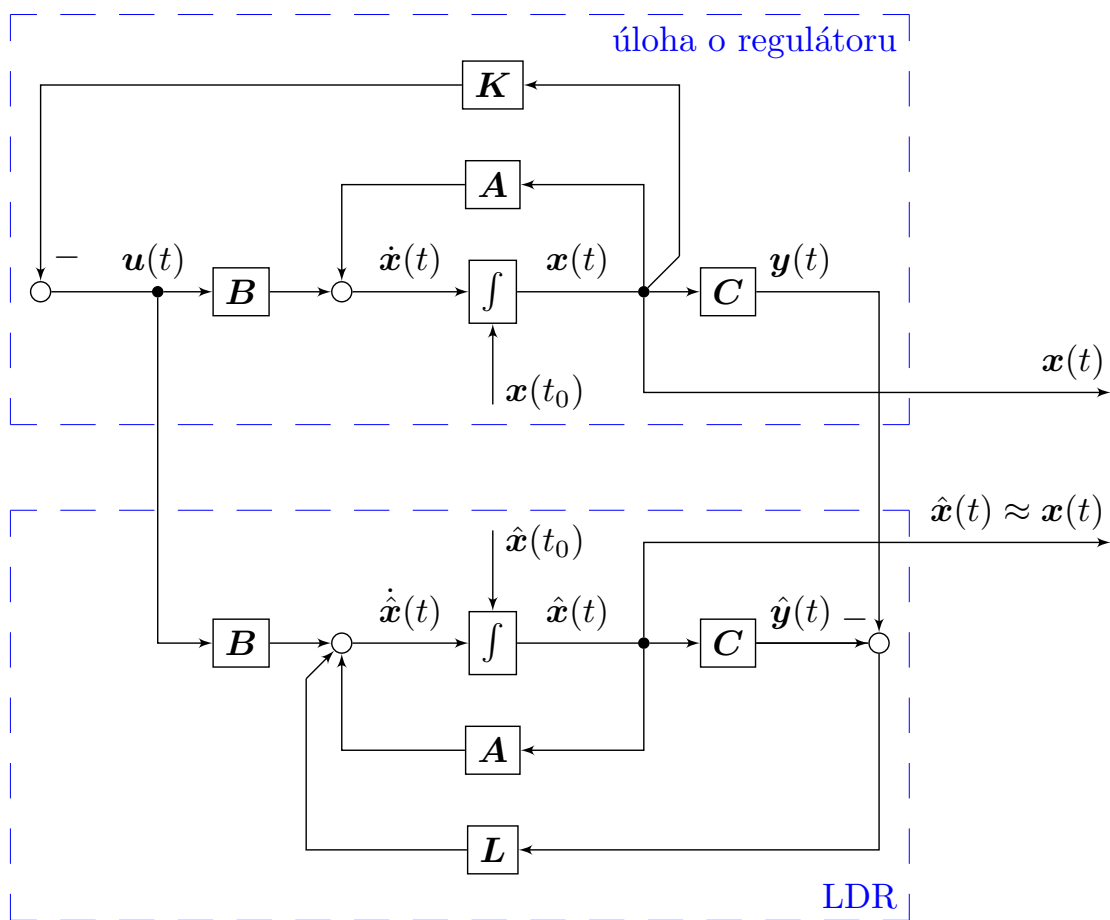 úloha o regulátoru
K
A
− u(t) B ẋ(t) ∫ x(t) C y(t)
x(t)
x(t₀)
x̂(t) ≈ x(t)
x̂(t₀)
B x̂̇(t) ∫ x̂(t) C ŷ(t) −
A
L
LDR